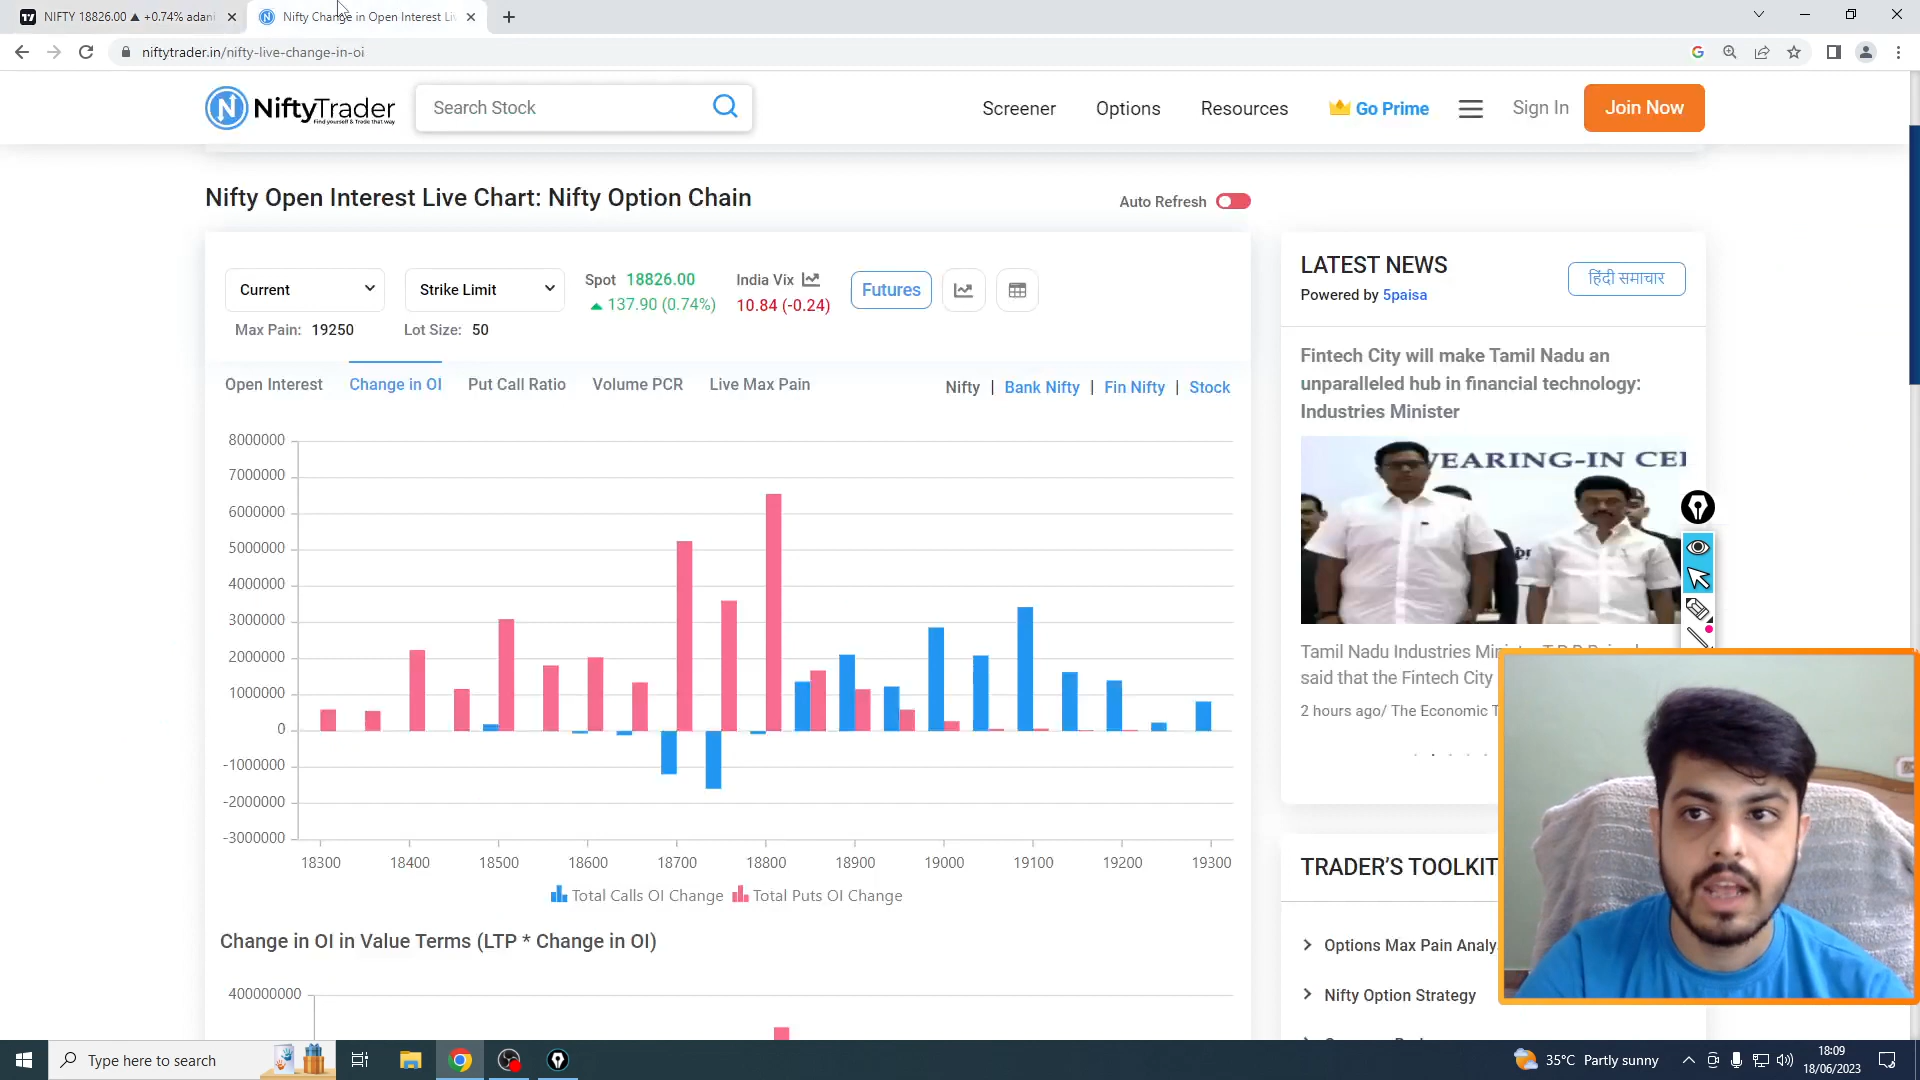 NIFTY 18826.00 ▲ +0.74% adani
Nifty Change in Open Interest Li
niftytrader.in/nifty-live-change-in-oi
NiftyTrader
Find yourself & Trade that way
Search Stock
Screener
Options
Resources
Go Prime
Sign In
Join Now
Nifty Open Interest Live Chart: Nifty Option Chain
Auto Refresh
Current
Strike Limit
Spot 18826.00
▲ 137.90 (0.74%)
India Vix
10.84 (-0.24)
Futures
Max Pain: 19250
Lot Size: 50
Open Interest
Change in OI
Put Call Ratio
Volume PCR
Live Max Pain
Nifty | Bank Nifty | Fin Nifty | Stock
8000000
7000000
6000000
5000000
4000000
3000000
2000000
1000000
0
-1000000
-2000000
-3000000
18300 18400 18500 18600 18700 18800 18900 19000 19100 19200 19300
Total Calls OI Change Total Puts OI Change
Change in OI in Value Terms (LTP * Change in OI)
400000000
LATEST NEWS
Powered by 5paisa
हिंदी समाचार
Fintech City will make Tamil Nadu an
unparalleled hub in financial technology:
Industries Minister
WEARING-IN CE
Tamil Nadu Industries
said that the Fintech City
2 hours ago/ The Economic T
TRADER'S TOOLKIT
Options Max Pain Analy
Nifty Option Strategy
Type here to search
35°C Partly sunny
18:09
18/06/2023